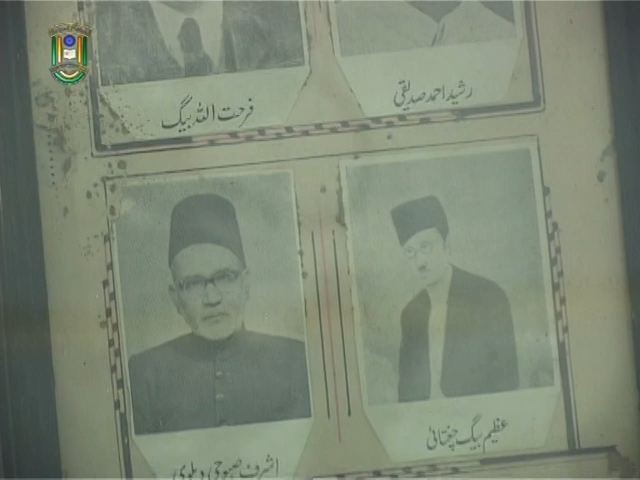 رشید احمد صدیقی
فرحت اللہ بیگ
عظیم بیگ چغتائی
اشرف صبوحی دہلوی